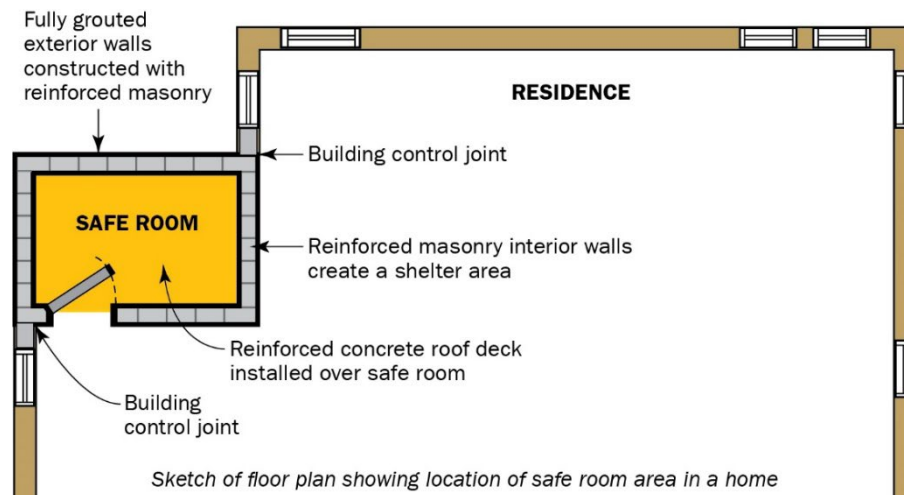 Fully grouted
exterior walls
constructed with
reinforced masonry
RESIDENCE
Building control joint
SAFE ROOM
Reinforced masonry interior walls
create a shelter area
Reinforced concrete roof deck
installed over safe room
Building
control joint
Sketch of floor plan showing location of safe room area in a home